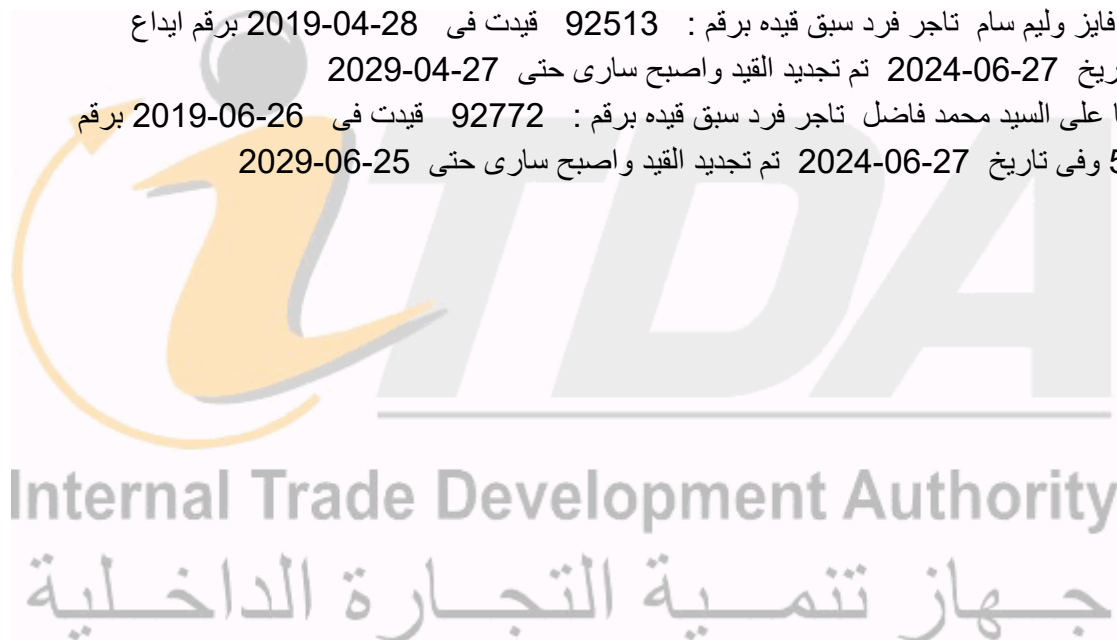 فايز وليم سام تاجر فرد سبق قيده برقم : 92513 قيدت فى 28-04-2019 برقم ايداع
27-06-2024 تم تجديد القيد واصبح سارى حتى 27-04-2029
على السيد محمد فاضل تاجر فرد سبق قيده برقم : 92772 قيدت فى 26-06-2019 برقم
وفى تاريخ 27-06-2024 تم تجديد القيد واصبح سارى حتى 25-06-2029
iTDA
Internal Trade Development Authority
جهاز تنمية التجارة الداخلية